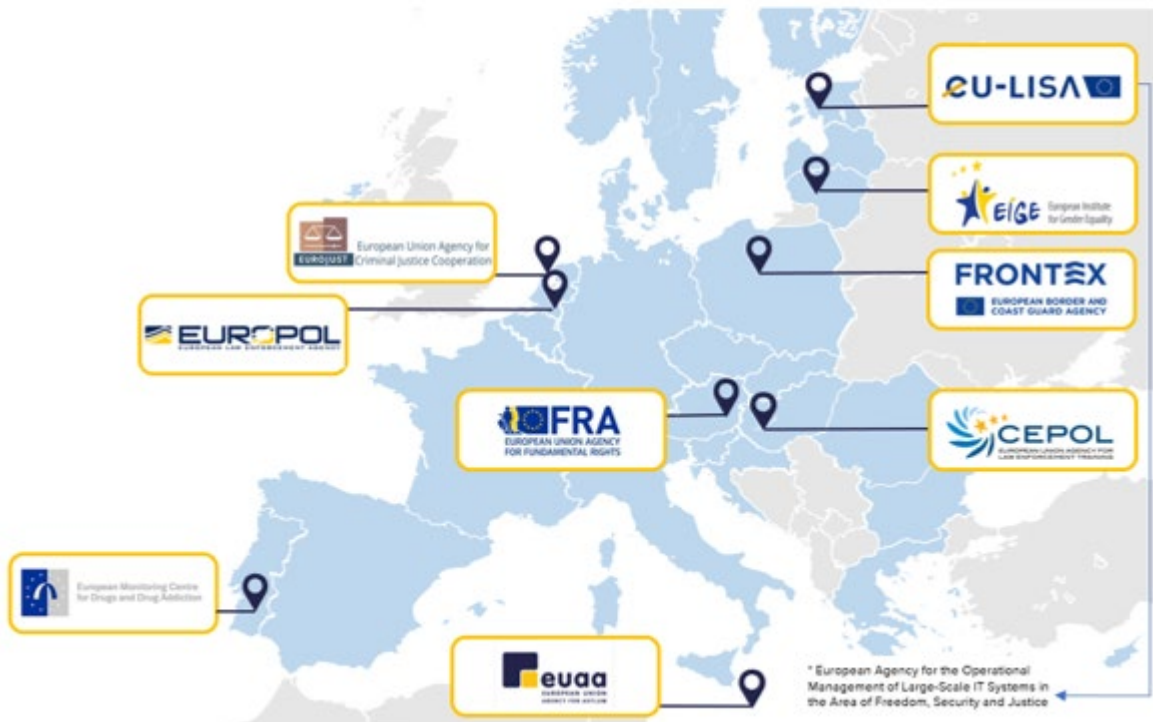 eu-LISA
EIGE
European Institute
for Gender Equality
EUROJUST
European Union Agency for
Criminal Justice Cooperation
FRONTEX
EUROPEAN BORDER AND
COAST GUARD AGENCY
EUROPOL
EUROPEAN LAW ENFORCEMENT AGENCY
FRA
EUROPEAN UNION AGENCY
FOR FUNDAMENTAL RIGHTS
CEPOL
EUROPEAN UNION AGENCY FOR
LAW ENFORCEMENT TRAINING
European Monitoring Centre
for Drugs and Drug Addiction
euaa
EUROPEAN UNION
AGENCY FOR ASYLUM
* European Agency for the Operational
Management of Large-Scale IT Systems in
the Area of Freedom, Security and Justice